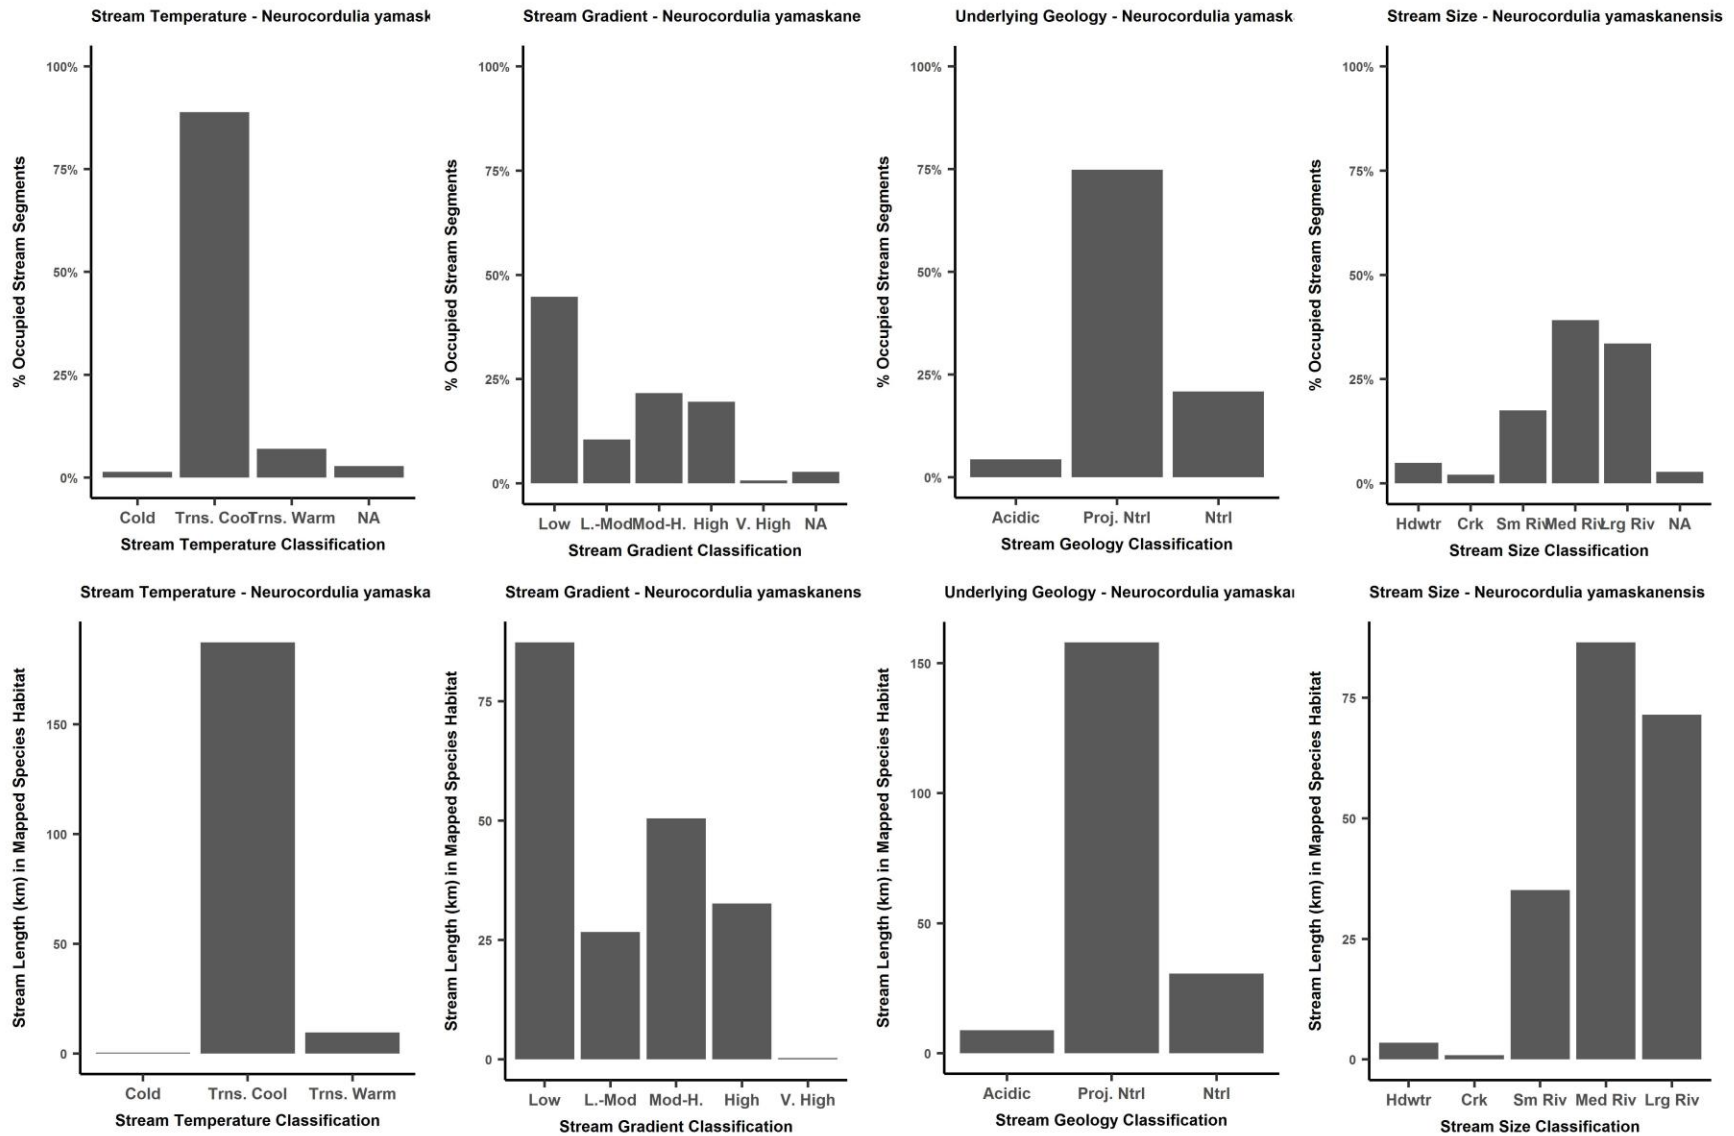 Stream Temperature - Neurocordulia yamask
% Occupied Stream Segments
100%
75%
50%
25%
0%
Cold Trns. Coo Trns. Warm NA
Stream Temperature Classification
Stream Gradient - Neurocordulia yamaskane
% Occupied Stream Segments
100%
75%
50%
25%
0%
Low L.-Mod Mod-H. High V. High NA
Stream Gradient Classification
Underlying Geology - Neurocordulia yamask
% Occupied Stream Segments
100%
75%
50%
25%
0%
Acidic Proj. Ntrl Ntrl
Stream Geology Classification
Stream Size - Neurocordulia yamaskanensis
% Occupied Stream Segments
100%
75%
50%
25%
0%
Hdwtr Crk Sm Riv Med Riv Lrg Riv NA
Stream Size Classification
Stream Temperature - Neurocordulia yamaska
Stream Length (km) in Mapped Species Habitat
150
100
50
0
Cold Trns. Cool Trns. Warm
Stream Temperature Classification
Stream Gradient - Neurocordulia yamaskanens
Stream Length (km) in Mapped Species Habitat
75
50
25
0
Low L.-Mod Mod-H. High V. High
Stream Gradient Classification
Underlying Geology - Neurocordulia yamaska
Stream Length (km) in Mapped Species Habitat
150
100
50
0
Acidic Proj. Ntrl Ntrl
Stream Geology Classification
Stream Size - Neurocordulia yamaskanensis
Stream Length (km) in Mapped Species Habitat
75
50
25
0
Hdwtr Crk Sm Riv Med Riv Lrg Riv
Stream Size Classification